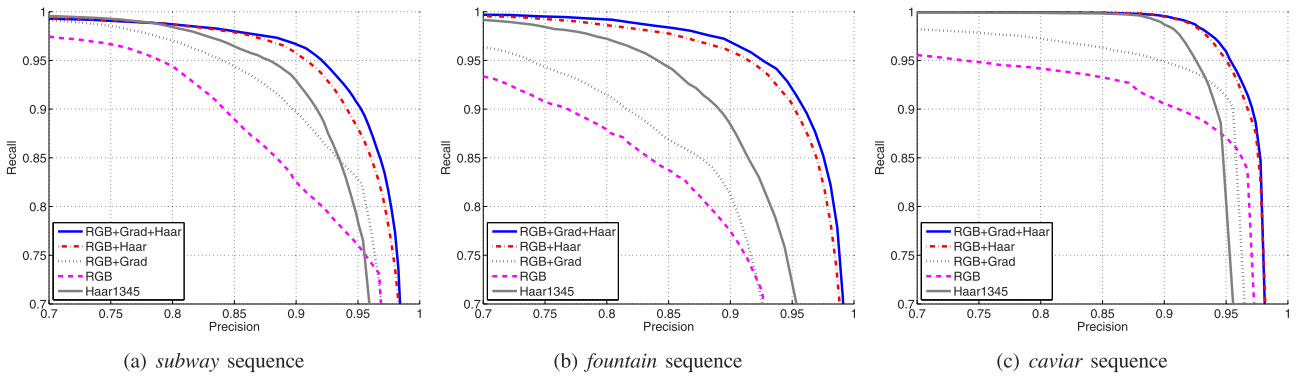 1
0.95
0.9
0.85
0.8
0.75
0.7
Recall
0.7 0.75 0.8 0.85 0.9 0.95 1
Precision
RGB+Grad+Haar
RGB+Haar
RGB+Grad
RGB
Haar1345
(a) subway sequence
1
0.95
0.9
0.85
0.8
0.75
0.7
Recall
0.7 0.75 0.8 0.85 0.9 0.95 1
Precision
RGB+Grad+Haar
RGB+Haar
RGB+Grad
RGB
Haar1345
(b) fountain sequence
1
0.95
0.9
0.85
0.8
0.75
0.7
Recall
0.7 0.75 0.8 0.85 0.9 0.95 1
Precision
RGB+Grad+Haar
RGB+Haar
RGB+Grad
RGB
Haar1345
(c) caviar sequence